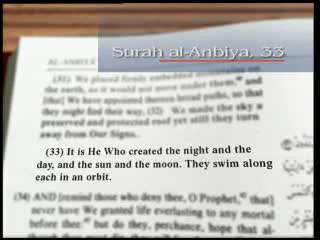 Surah al-Anbiya, 33
AL-ANBIYĀ
(31) We placed firmly embedded mountains on
the earth, so it would not move under them, and
[that] We have appointed thereon broad paths, so that
they might find their way, (32) We made the sky a
preserved and protected roof yet still they turn
away from Our Signs.
(33) It is He Who created the night and the
day, and the sun and the moon. They swim along
each in an orbit.
(34) AND [remind those who deny thee, O Prophet, that]
never have We granted life everlasting to any mortal
before thee: but do they, perchance, hope that al-